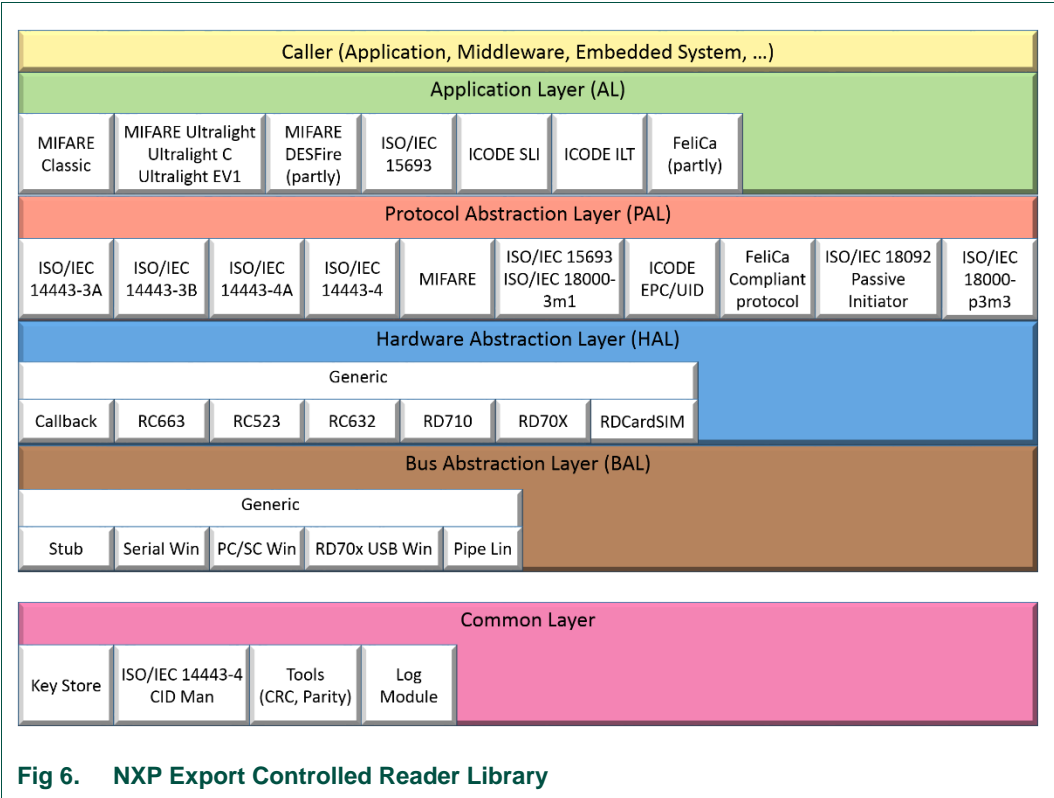 Caller (Application, Middleware, Embedded System, ...)
Application Layer (AL)
MIFARE
Classic
MIFARE Ultralight
Ultralight C
Ultralight EV1
MIFARE
DESFire
(partly)
ISO/IEC
15693
ICODE SLI
ICODE ILT
FeliCa
(partly)
Protocol Abstraction Layer (PAL)
ISO/IEC
14443-3A
ISO/IEC
14443-3B
ISO/IEC
14443-4A
ISO/IEC
14443-4
MIFARE
ISO/IEC 15693
ISO/IEC 18000-
3m1
ICODE
EPC/UID
FeliCa
Compliant
protocol
ISO/IEC 18092
Passive
Initiator
ISO/IEC
18000-
p3m3
Hardware Abstraction Layer (HAL)
Generic
Callback
RC663
RC523
RC632
RD710
RD70X
RDCardSIM
Bus Abstraction Layer (BAL)
Generic
Stub
Serial Win
PC/SC Win
RD70x USB Win
Pipe Lin
Common Layer
Key Store
ISO/IEC 14443-4
CID Man
Tools
(CRC, Parity)
Log
Module
Fig 6. NXP Export Controlled Reader Library